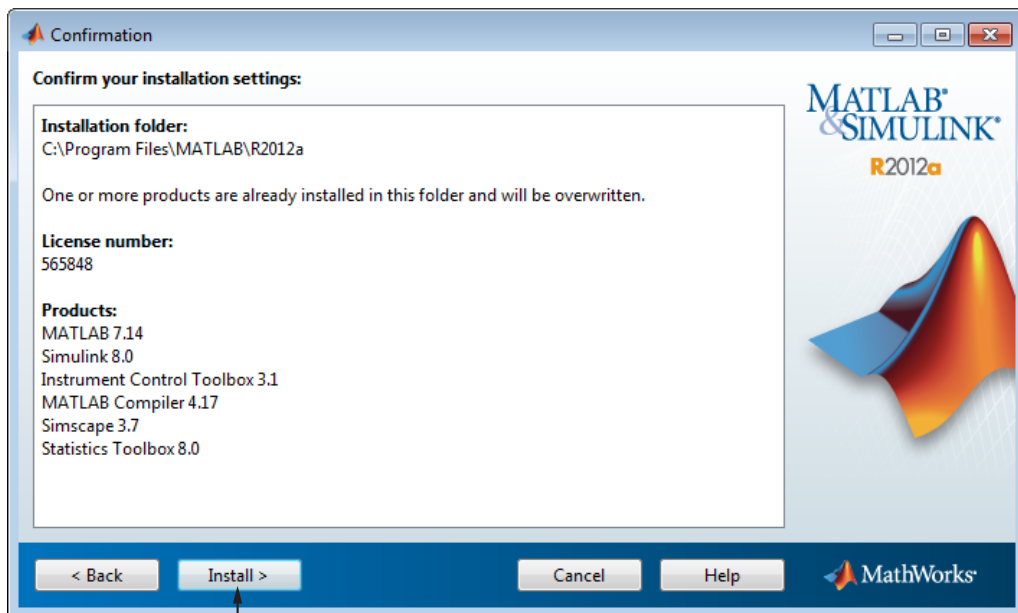 Confirmation
Confirm your installation settings:
Installation folder:
C:\Program Files\MATLAB\R2012a
One or more products are already installed in this folder and will be overwritten.
License number:
565848
Products:
MATLAB 7.14
Simulink 8.0
Instrument Control Toolbox 3.1
MATLAB Compiler 4.17
Simscape 3.7
Statistics Toolbox 8.0
MATLAB®
&SIMULINK®
R2012a
< Back
Install >
Cancel
Help
MathWorks®